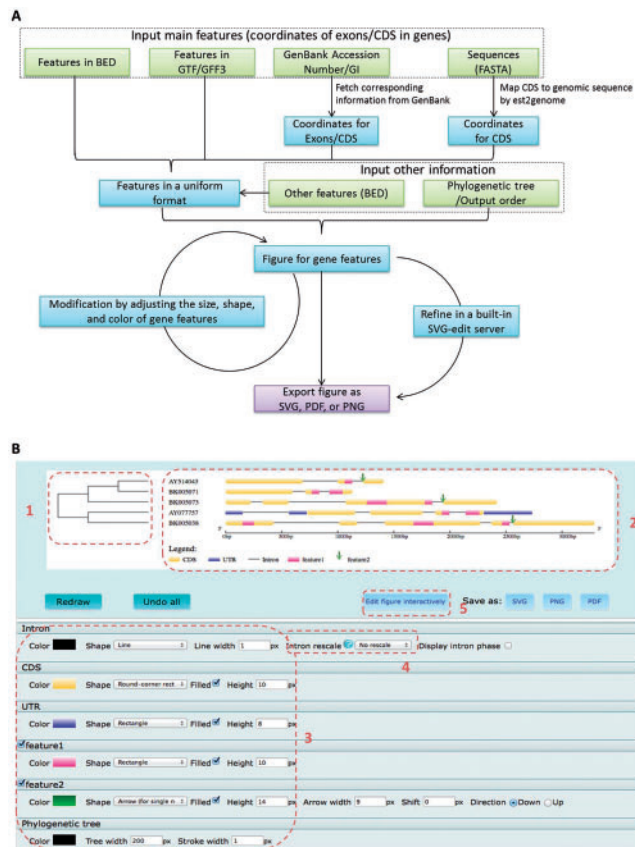 A
Input main features (coordinates of exons/CDS in genes)
Features in BED
Features in
GTF/GFF3
GenBank Accession
Number/GI
Sequences
(FASTA)
Fetch corresponding
information from GenBank
Map CDS to genomic sequence
by est2genome
Coordinates for
Exons/CDS
Coordinates
for CDS
Input other information
Features in a uniform
format
Other features (BED)
Phylogenetic tree
/Output order
Figure for gene features
Modification by adjusting the size, shape,
and color of gene features
Refine in a built-in
SVG-edit server
Export figure as
SVG, PDF, or PNG
B
1
2
BK005071
BK005073
AY077757
5'
3'
Legend:
CDS
UTR
Intron
feature1
feature2
Redraw
Undo all
Edit figure interactively
5
Save as:
SVG
PNG
PDF
Intron
Color
Shape
Line
Line width
1
px
Intron rescale
No rescale
Display intron phase
4
CDS
Color
Shape
Round-corner rect
Filled
Height
10
px
UTR
Color
Shape
Rectangle
Filled
Height
8
px
3
feature1
Color
Shape
Rectangle
Filled
Height
10
px
feature2
Color
Shape
Arrow (for single n
Filled
Height
14
px
Arrow width
9
px
Shift
0
px
Direction
Down
Up
Phylogenetic tree
Color
Tree width
200
px
Stroke width
1
px